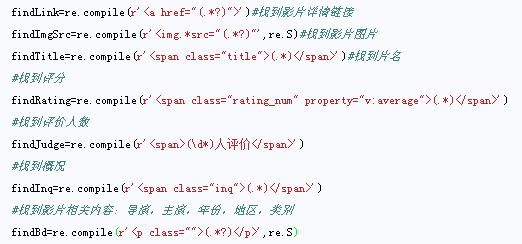 findLink=re.compile(r'<a href="(.*?)">')#找到影片详情链接
findImgSrc=re.compile(r'<img.*src="(.*?)"',re.S)#找到影片图片
findTitle=re.compile(r'<span class="title">(.*)</span>')#找到片名
#找到评分
findRating=re.compile(r'<span class="rating_num" property="v:average">(.*)</span>')
#找到评价人数
findJudge=re.compile(r'<span>(\d*)人评价</span>')
#找到概况
findInq=re.compile(r'<span class="inq">(.*)</span>')
#找到影片相关内容：导演，主演，年份，地区，类别
findBd=re.compile(r'<p class="">(.*?)</p>',re.S)